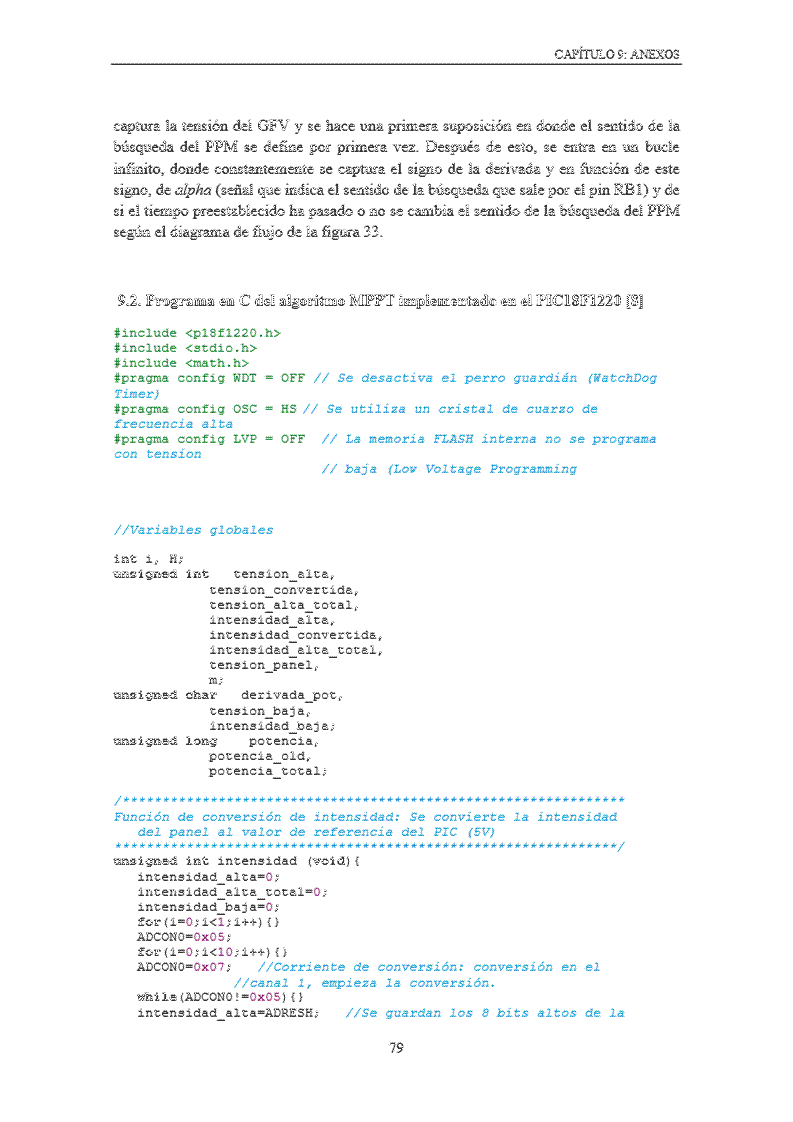 CAPÍTULO 9: ANEXOS
captura la tensión del GFV y se hace una primera suposición en donde el sentido de la
búsqueda del PPM se define por primera vez. Después de esto, se entra en un bucle
infinito, donde constantemente se captura el signo de la derivada y en función de este
signo, de alpha (señal que indica el sentido de la búsqueda que sale por el pin RB1) y de
si el tiempo preestablecido ha pasado o no se cambia el sentido de la búsqueda del PPM
según el diagrama de flujo de la figura 33.
9.2. Programa en C del algoritmo MPPT implementado en el PIC18F1220 [8]
#include <p18f1220.h>
#include <stdio.h>
#include <math.h>
#pragma config WDT = OFF // Se desactiva el perro guardián (WatchDog
Timer)
#pragma config OSC = HS // Se utiliza un cristal de cuarzo de
frecuencia alta
#pragma config LVP = OFF  // La memoria FLASH interna no se programa
con tension
// baja (Low Voltage Programming
//Variables globales
int i, H;
unsigned int   tension_alta,
tension_convertida,
tension_alta_total,
intensidad_alta,
intensidad_convertida,
intensidad_alta_total,
tension_panel,
m;
unsigned char   derivada_pot,
tension_baja,
intensidad_baja;
unsigned long    potencia,
potencia_old,
potencia_total;
/***************************************************************
Función de conversión de intensidad: Se convierte la intensidad
del panel al valor de referencia del PIC (5V)
***************************************************************/
unsigned int intensidad (void){
intensidad_alta=0;
intensidad_alta_total=0;
intensidad_baja=0;
for(i=0;i<1;i++){}
ADCON0=0x05;
for(i=0;i<10;i++){}
ADCON0=0x07;   //Corriente de conversión: conversión en el
//canal 1, empieza la conversión.
while(ADCON0!=0x05){}
intensidad_alta=ADRESH;   //Se guardan los 8 bits altos de la
79